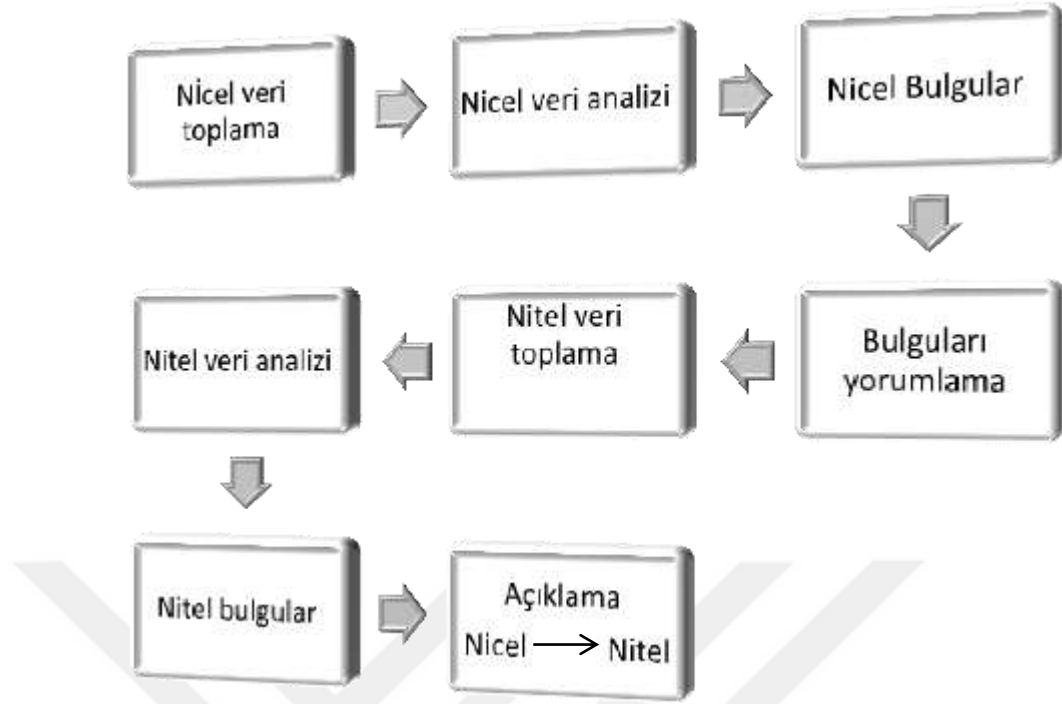 Nicel veri
toplama
Nicel veri analizi
Nicel Bulgular
Bulguları
yorumlama
Nitel veri
toplama
Nitel veri analizi
Nitel bulgular
Açıklama
Nicel → Nitel